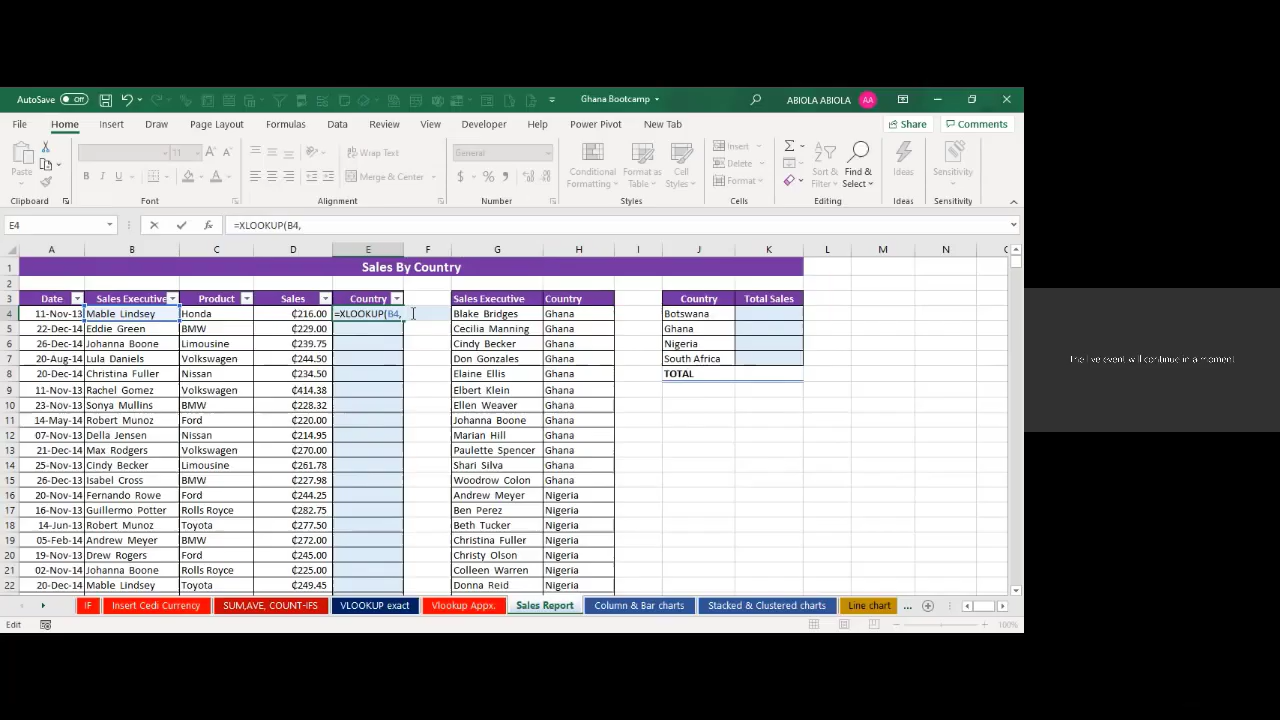 AutoSave Off Ghana Bootcamp ABIOLA ABIOLA AA
File Home Insert Draw Page Layout Formulas Data Review View Developer Help Power Pivot New Tab Share Comments
Paste 11 A A Wrap Text General Conditional Formatting Format as Table Cell Styles Insert Delete Format Sort & Filter Find & Select Ideas Sensitivity
B I U Merge & Center $ %
Clipboard Font Alignment Number Styles Cells Editing Ideas Sensitivity
E4 =XLOOKUP(B4,
A B C D E F G H I J K L M N
1 Sales By Country
2
3 Date Sales Executive Product Sales Country Sales Executive Country Country Total Sales
4 11-Nov-13 Mable Lindsey Honda ₵216.00 =XLOOKUP(B4, Blake Bridges Ghana Botswana
5 22-Dec-14 Eddie Green BMW ₵229.00 Cecilia Manning Ghana Ghana
6 26-Dec-14 Johanna Boone Limousine ₵239.75 Cindy Becker Ghana Nigeria
7 20-Aug-14 Lula Daniels Volkswagen ₵244.50 Don Gonzales Ghana South Africa
8 20-Dec-14 Christina Fuller Nissan ₵234.50 Elaine Ellis Ghana TOTAL
9 11-Nov-13 Rachel Gomez Volkswagen ₵414.38 Elbert Klein Ghana
10 23-Nov-13 Sonya Mullins BMW ₵228.32 Ellen Weaver Ghana
11 14-May-14 Robert Munoz Ford ₵220.00 Johanna Boone Ghana
12 07-Nov-13 Della Jensen Nissan ₵214.95 Marian Hill Ghana
13 21-Dec-14 Max Rodgers Volkswagen ₵270.00 Paulette Spencer Ghana
14 25-Nov-13 Cindy Becker Limousine ₵261.78 Shari Silva Ghana
15 26-Dec-14 Isabel Cross BMW ₵227.98 Woodrow Colon Ghana
16 20-Nov-14 Fernando Rowe Ford ₵244.25 Andrew Meyer Nigeria
17 16-Nov-13 Guillermo Potter Rolls Royce ₵282.75 Ben Perez Nigeria
18 14-Jun-13 Robert Munoz Toyota ₵277.50 Beth Tucker Nigeria
19 05-Feb-14 Andrew Meyer BMW ₵272.00 Christina Fuller Nigeria
20 19-Nov-13 Drew Rogers Ford ₵245.00 Christy Olson Nigeria
21 02-Nov-14 Johanna Boone Rolls Royce ₵225.00 Colleen Warren Nigeria
22 20-Dec-14 Mable Lindsey Toyota ₵249.45 Donna Reid Nigeria
IF Insert Cedi Currency SUM,AVE, COUNT-IFS VLOOKUP exact Vlookup Appx. Sales Report Column & Bar charts Stacked & Clustered charts Line chart ...
Edit 100%
The live event will continue in a moment